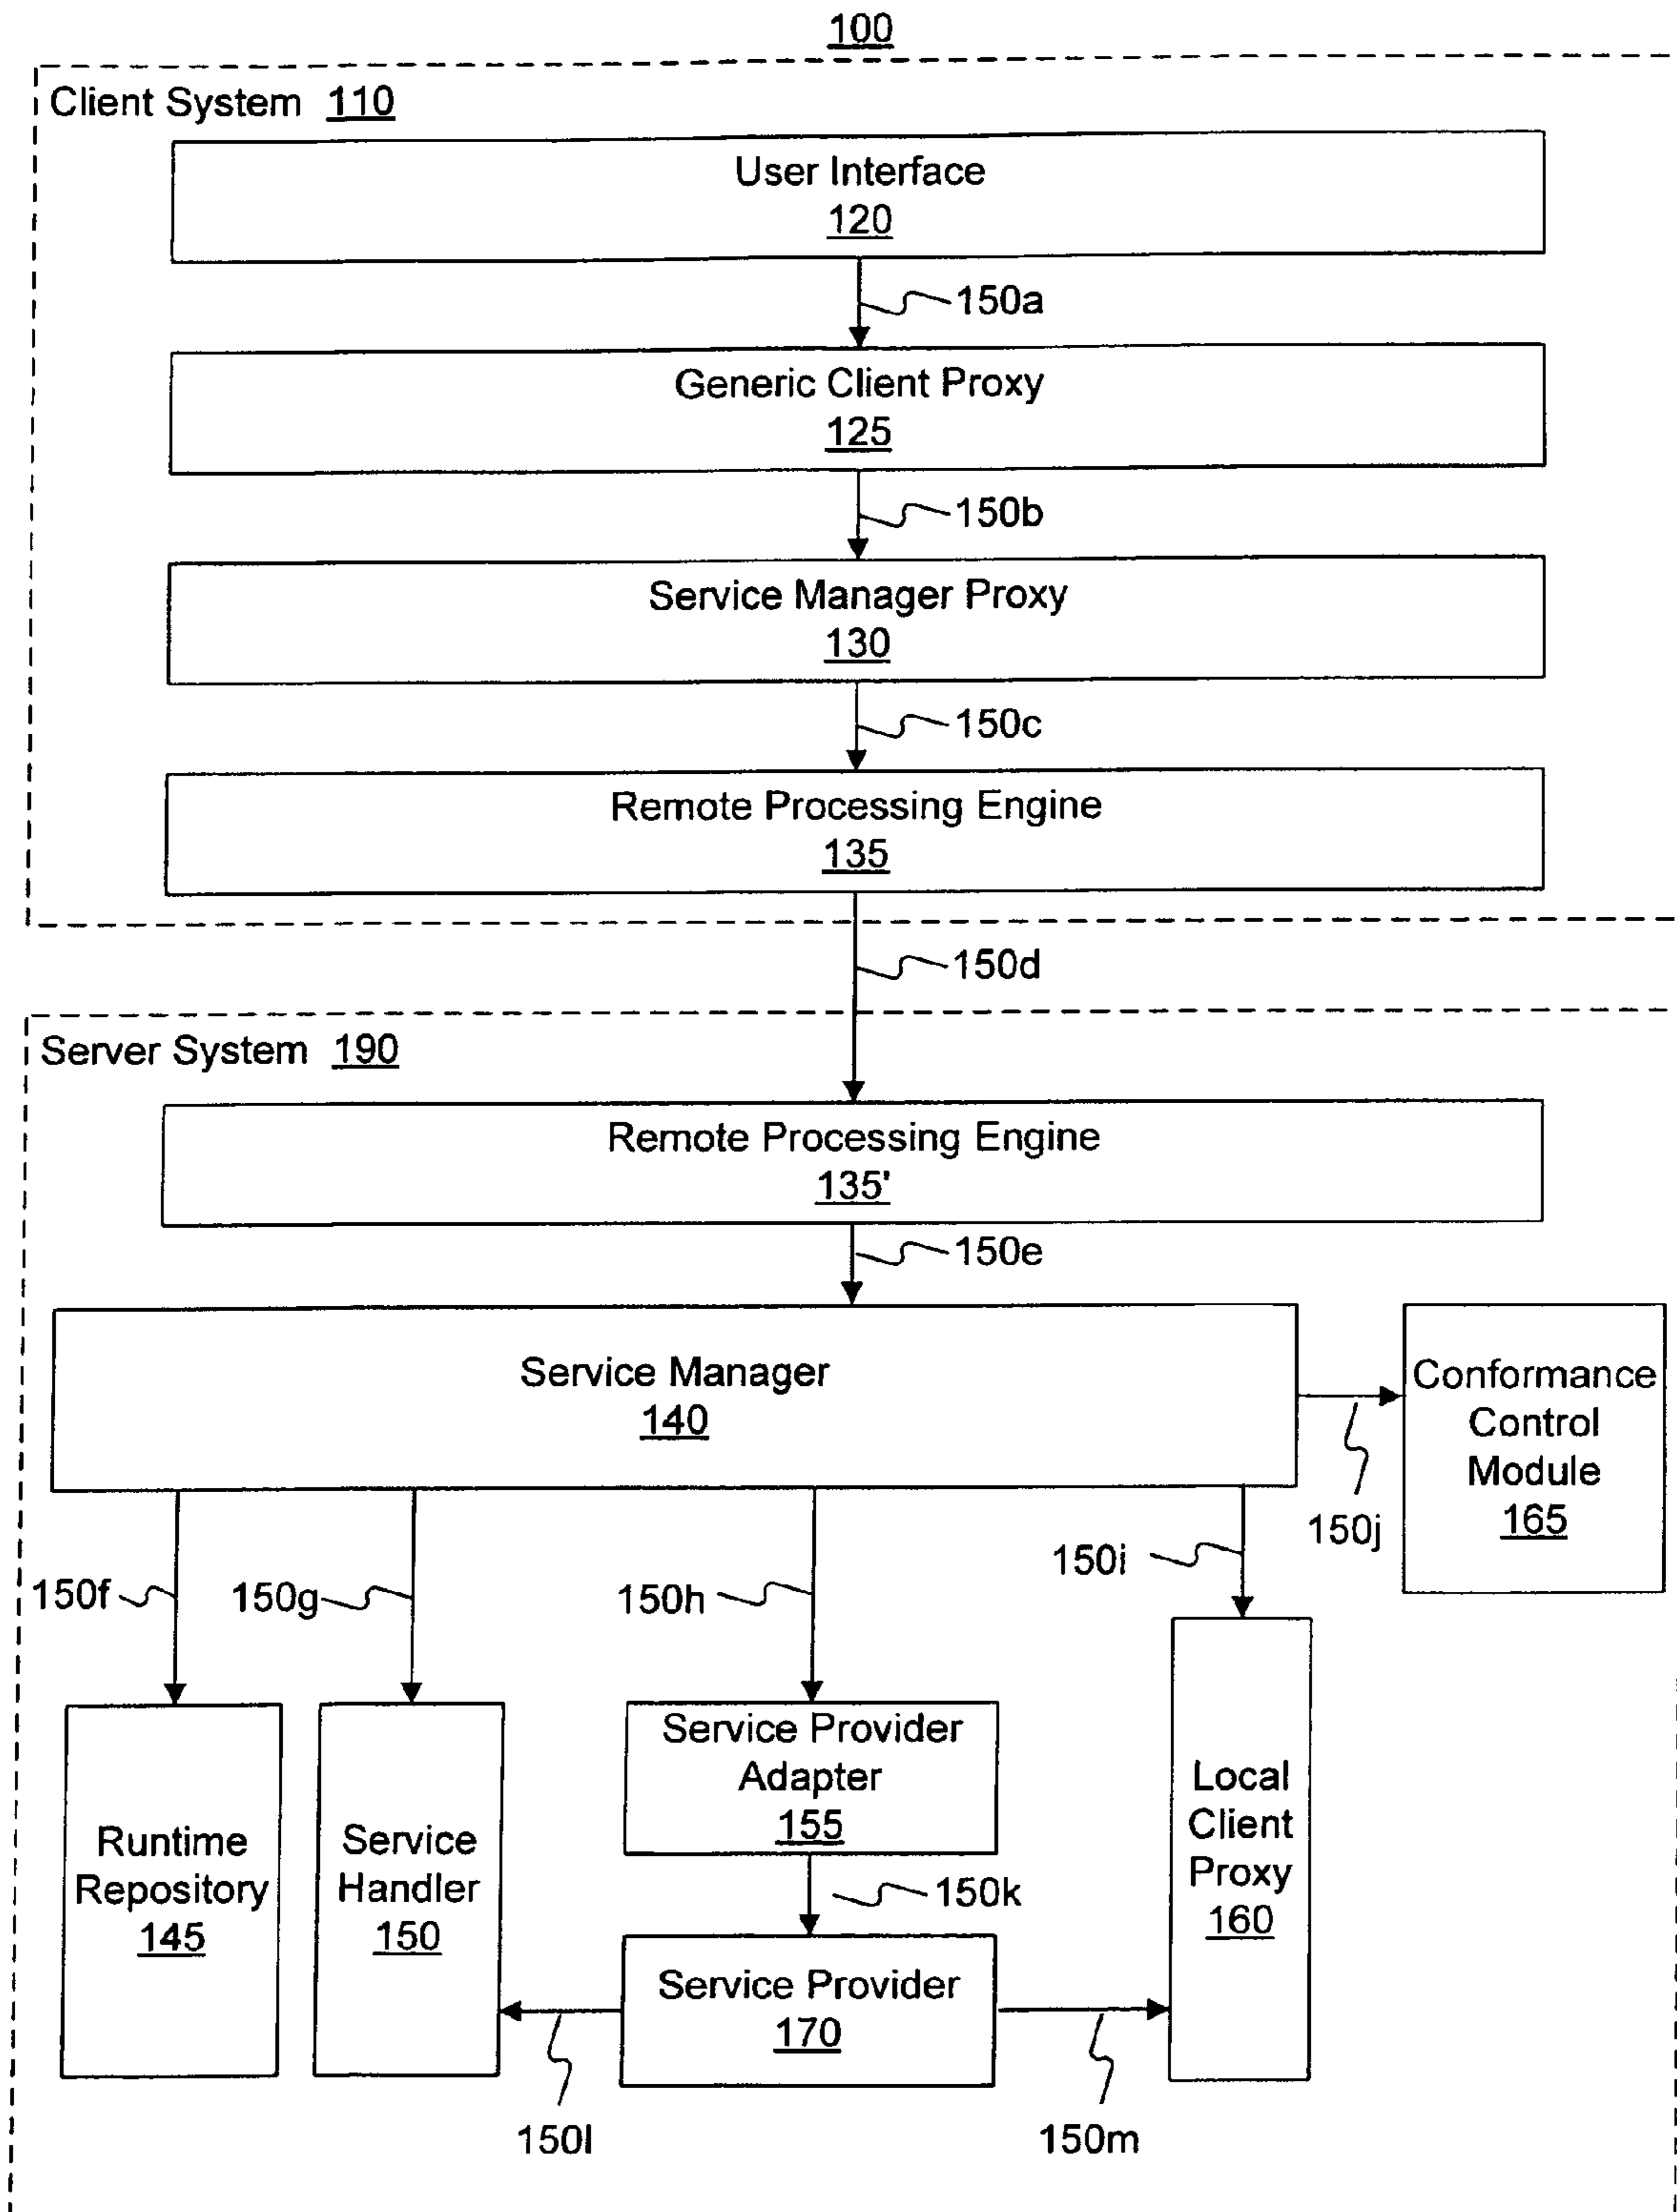 100
Client System 110
User Interface
120
150a
Generic Client Proxy
125
150b
Service Manager Proxy
130
150c
Remote Processing Engine
135
150d
Server System 190
Remote Processing Engine
135'
150e
Service Manager
140
Conformance
Control
Module
165
150j
150i
150f
150g
150h
Service Provider
Adapter
155
Runtime
Repository
145
Service
Handler
150
Local
Client
Proxy
160
150k
Service Provider
170
150l
150m